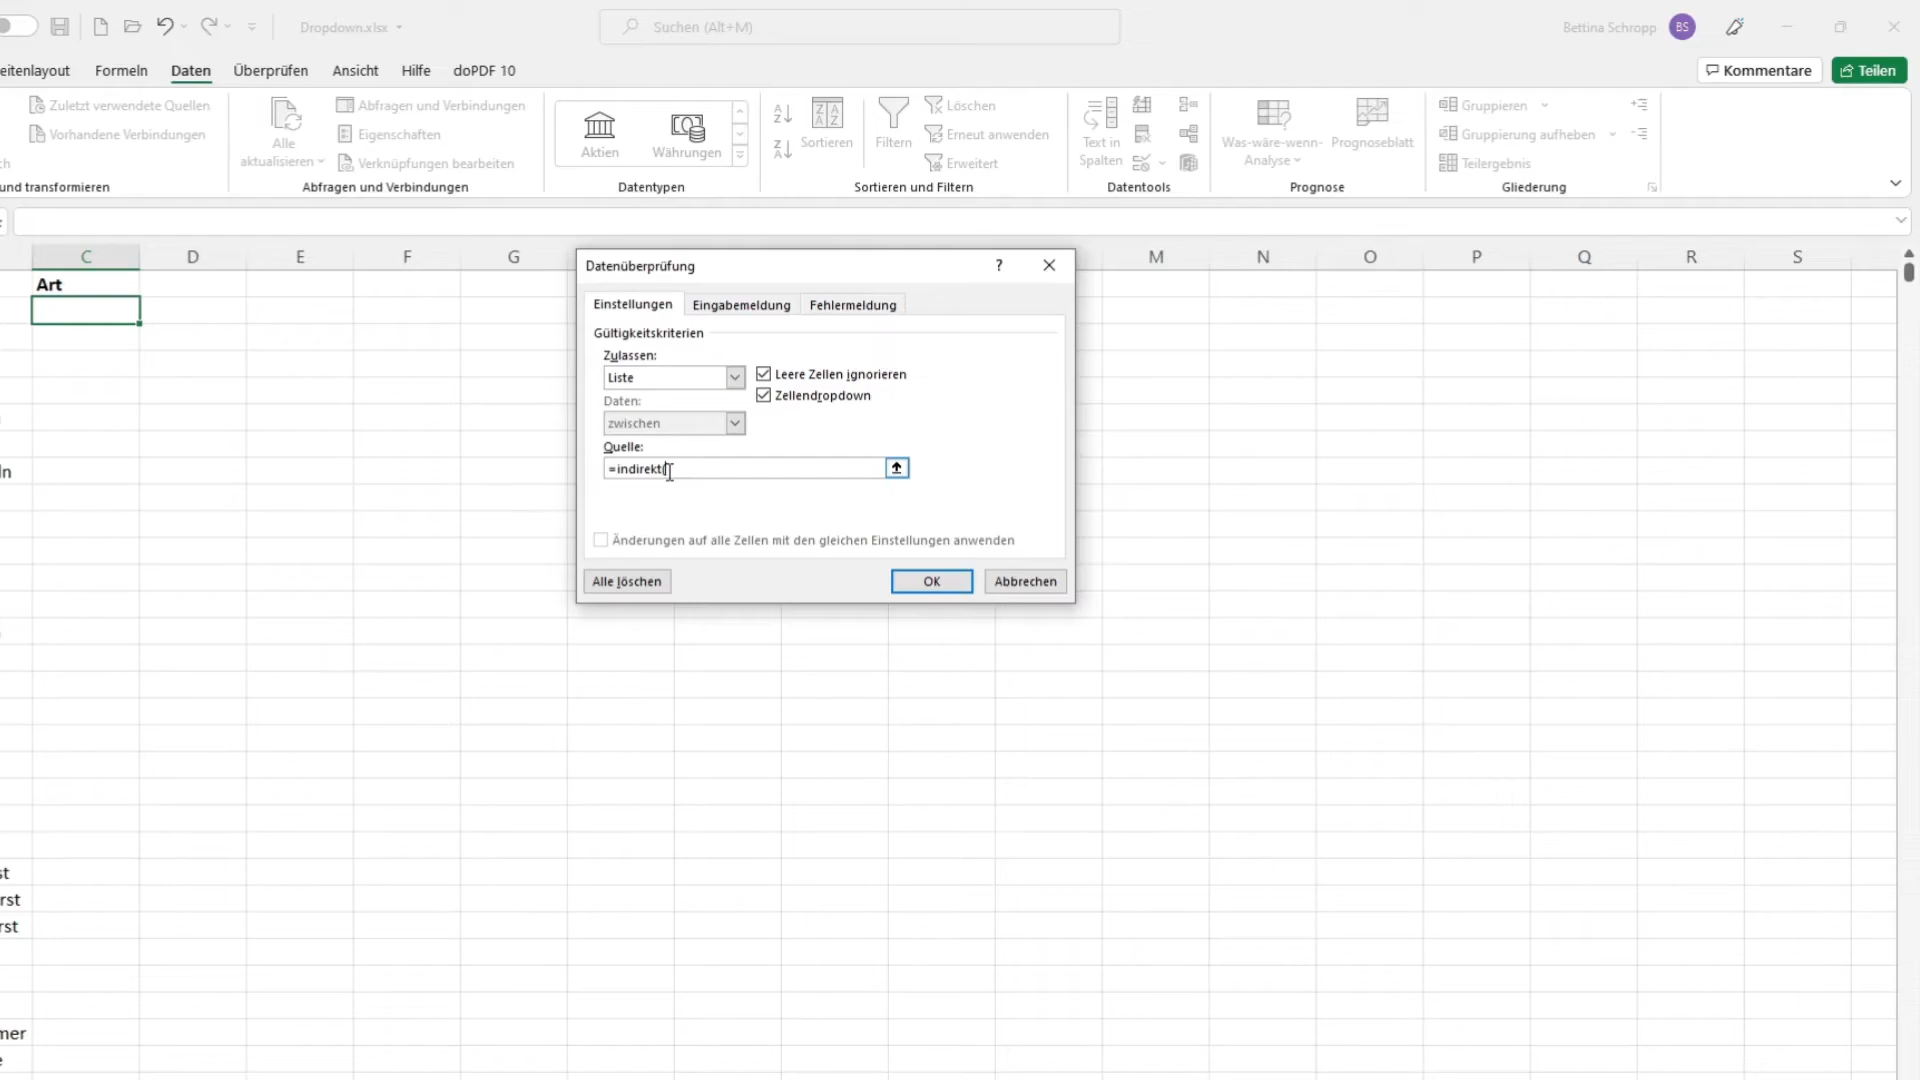 Dropdown.xlsx
Suchen (Alt+M)
Bettina Schropp
BS
eitenlayout
Formeln
Daten
Überprüfen
Ansicht
Hilfe
doPDF 10
Kommentare
Teilen
Zuletzt verwendete Quellen
Vorhandene Verbindungen
ch
und transformieren
Alle
aktualisieren
Abfragen und Verbindungen
Eigenschaften
Verknüpfungen bearbeiten
Abfragen und Verbindungen
Aktien
Währungen
Datentypen
Sortieren
Filtern
Löschen
Erneut anwenden
Erweitert
Sortieren und Filtern
Text in
Spalten
Datentools
Was-wäre-wenn-
Analyse
Prognoseblatt
Prognose
Gruppieren
Gruppierung aufheben
Teilergebnis
Gliederung
C D E F G M N O P Q R S
Art
Datenüberprüfung
?
Einstellungen
Eingabemeldung
Fehlermeldung
Gültigkeitskriterien
Zulassen:
Liste
Leere Zellen ignorieren
Daten:
Zellendropdown
zwischen
Quelle:
=indirekt(
Änderungen auf alle Zellen mit den gleichen Einstellungen anwenden
Alle löschen
OK
Abbrechen
ln
st
rst
rst
mer
e